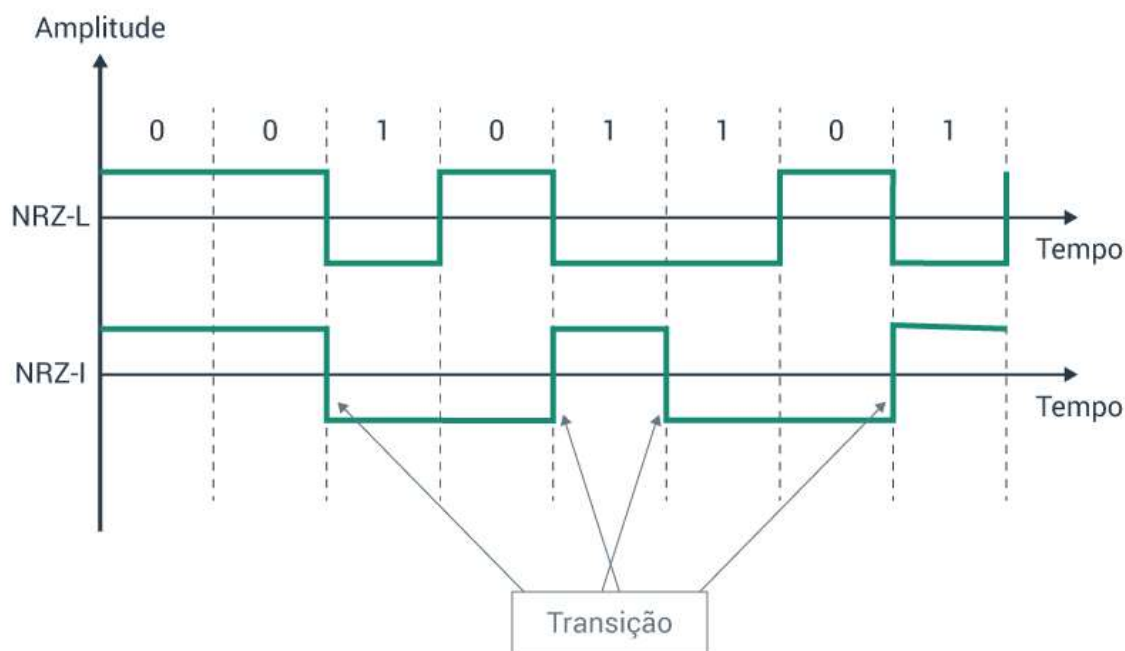 Amplitude
0 0 1 0 1 1 0 1
NRZ-L
Tempo
NRZ-I
Tempo
Transição